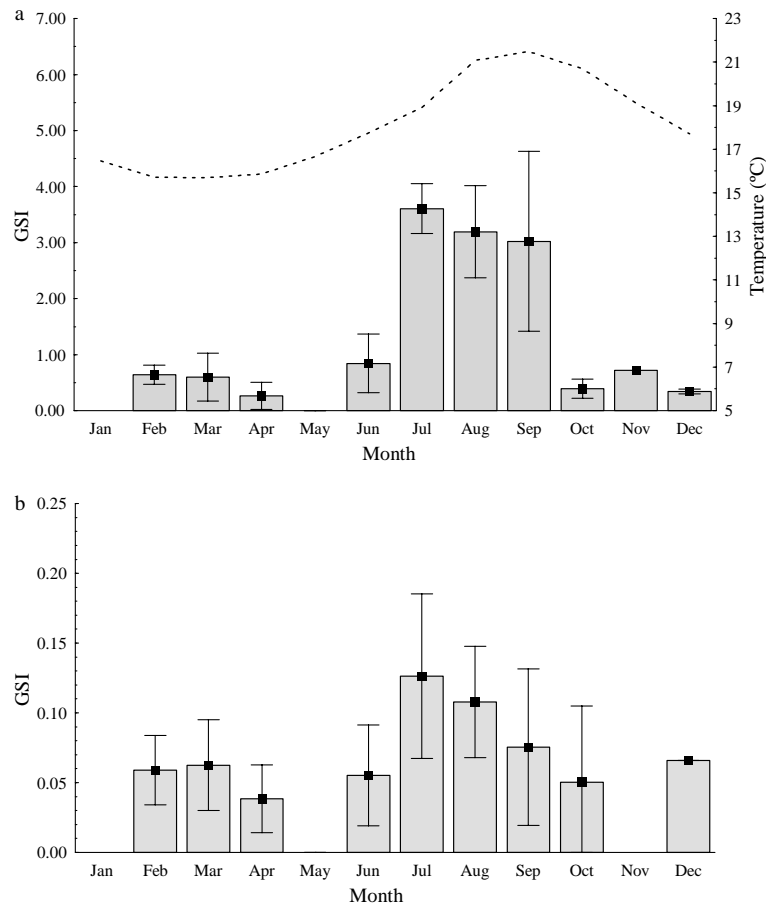 a
7.00
6.00
5.00
4.00
3.00
2.00
1.00
0.00
GSI
23
21
19
17
15
13
11
9
7
5
Temperature (ºC)
Jan Feb Mar Apr May Jun Jul Aug Sep Oct Nov Dec
Month
b
0.25
0.20
0.15
0.10
0.05
0.00
GSI
Jan Feb Mar Apr May Jun Jul Aug Sep Oct Nov Dec
Month